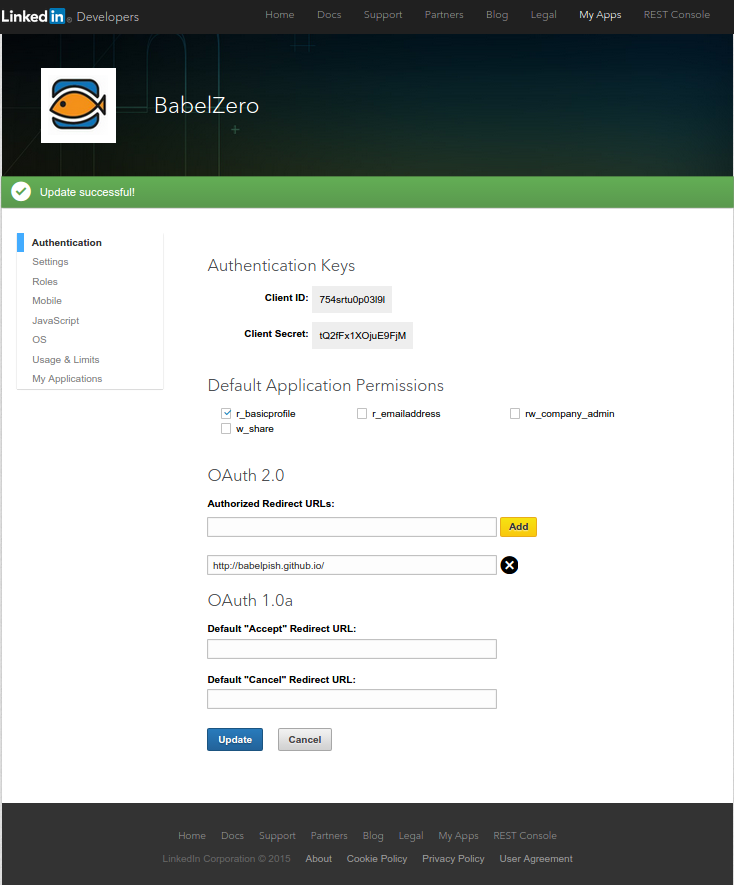 Linked in Developers Home Docs Support Partners Blog Legal My Apps REST Console
BabelZero
Update successful!
Authentication
Settings
Roles
Mobile
JavaScript
OS
Usage & Limits
My Applications
Authentication Keys
Client ID: 754srtu0p03l9l
Client Secret: tQ2fFx1XOjuE9FjM
Default Application Permissions
r_basicprofile r_emailaddress rw_company_admin
w_share
OAuth 2.0
Authorized Redirect URLs:
Add
http://babelpish.github.io/
OAuth 1.0a
Default "Accept" Redirect URL:
Default "Cancel" Redirect URL:
Update Cancel
Home Docs Support Partners Blog Legal My Apps REST Console
LinkedIn Corporation © 2015 About Cookie Policy Privacy Policy User Agreement